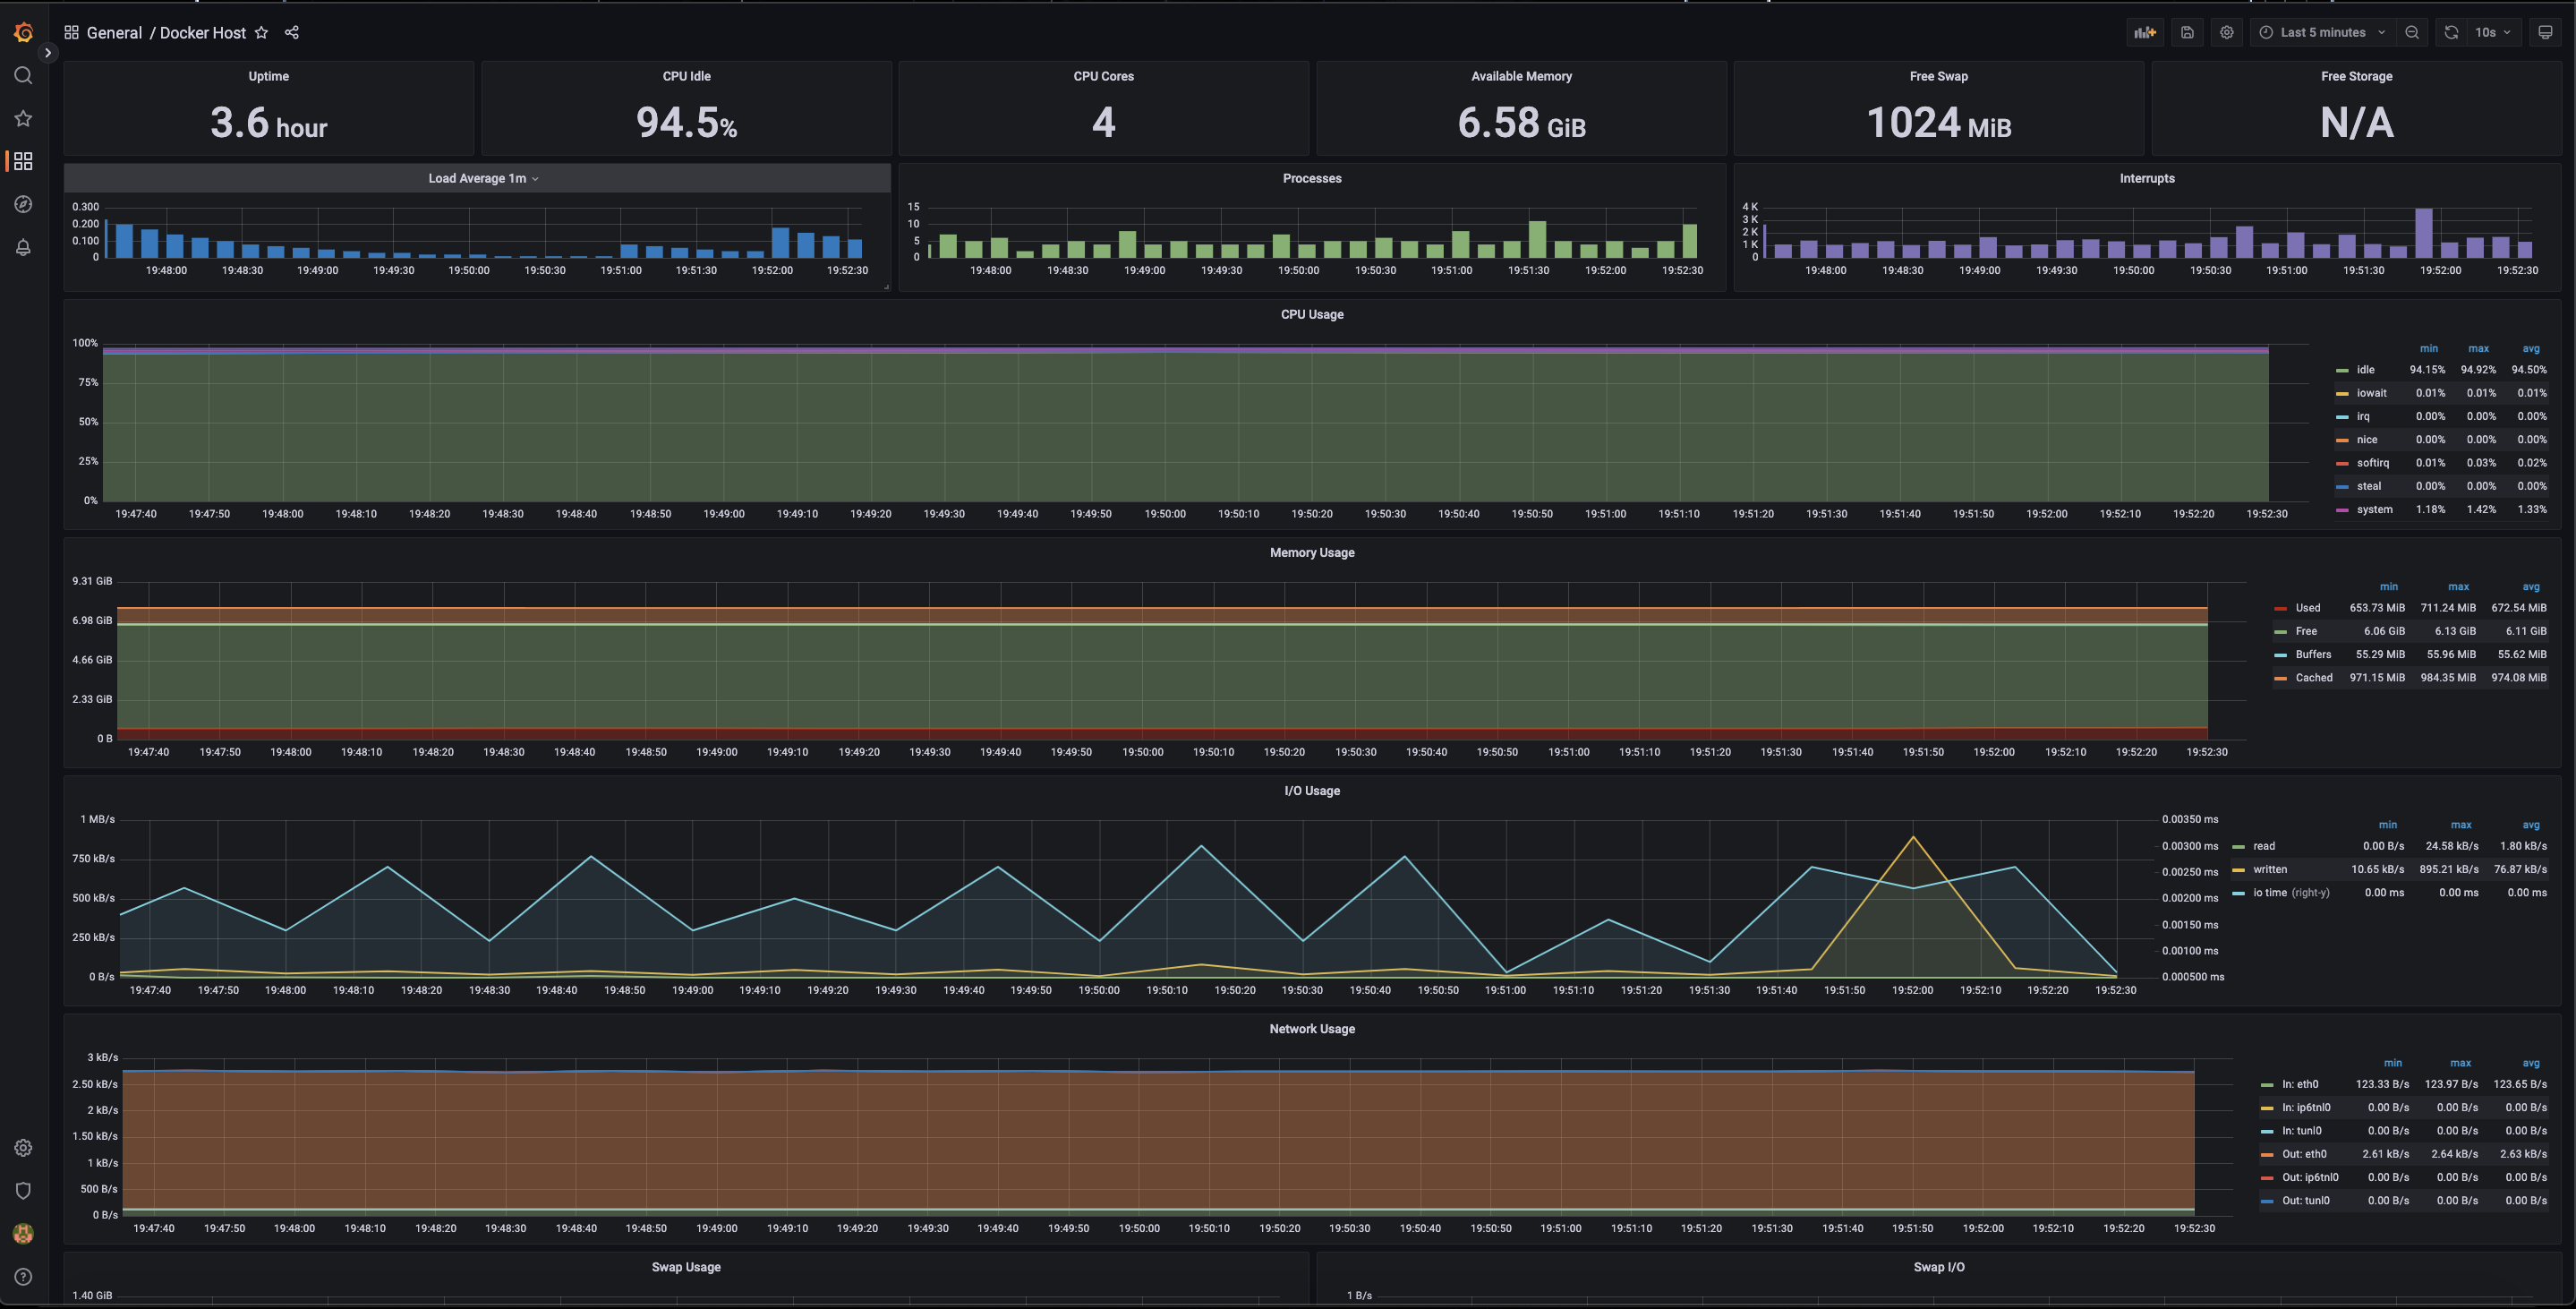 General / Docker Host
Last 5 minutes
10s
Uptime
3.6 hour
CPU Idle
94.5%
CPU Cores
4
Available Memory
6.58 GiB
Free Swap
1024 MiB
Free Storage
N/A
Load Average 1m
0.300
0.200
0.100
0
19:48:00 19:48:30 19:49:00 19:49:30 19:50:00 19:50:30 19:51:00 19:51:30 19:52:00 19:52:30
Processes
15
10
5
0
19:48:00 19:48:30 19:49:00 19:49:30 19:50:00 19:50:30 19:51:00 19:51:30 19:52:00 19:52:30
Interrupts
4 K
3 K
2 K
1 K
0
19:48:00 19:48:30 19:49:00 19:49:30 19:50:00 19:50:30 19:51:00 19:51:30 19:52:00 19:52:30
CPU Usage
100%
75%
50%
25%
0%
19:47:40 19:47:50 19:48:00 19:48:10 19:48:20 19:48:30 19:48:40 19:48:50 19:49:00 19:49:10 19:49:20 19:49:30 19:49:40 19:49:50 19:50:00 19:50:10 19:50:20 19:50:30 19:50:40 19:50:50 19:51:00 19:51:10 19:51:20 19:51:30 19:51:40 19:51:50 19:52:00 19:52:10 19:52:20 19:52:30
min max avg
idle 94.15% 94.92% 94.50%
iowait 0.01% 0.01% 0.01%
irq 0.00% 0.00% 0.00%
nice 0.00% 0.00% 0.00%
softirq 0.01% 0.03% 0.02%
steal 0.00% 0.00% 0.00%
system 1.18% 1.42% 1.33%
Memory Usage
9.31 GiB
6.98 GiB
4.66 GiB
2.33 GiB
0 B
19:47:40 19:47:50 19:48:00 19:48:10 19:48:20 19:48:30 19:48:40 19:48:50 19:49:00 19:49:10 19:49:20 19:49:30 19:49:40 19:49:50 19:50:00 19:50:10 19:50:20 19:50:30 19:50:40 19:50:50 19:51:00 19:51:10 19:51:20 19:51:30 19:51:40 19:51:50 19:52:00 19:52:10 19:52:20 19:52:30
min max avg
Used 653.73 MiB 711.24 MiB 672.54 MiB
Free 6.06 GiB 6.13 GiB 6.11 GiB
Buffers 55.29 MiB 55.96 MiB 55.62 MiB
Cached 971.15 MiB 984.35 MiB 974.08 MiB
I/O Usage
1 MB/s
750 kB/s
500 kB/s
250 kB/s
0 B/s
0.00350 ms
0.00300 ms
0.00250 ms
0.00200 ms
0.00150 ms
0.00100 ms
0.000500 ms
19:47:40 19:47:50 19:48:00 19:48:10 19:48:20 19:48:30 19:48:40 19:48:50 19:49:00 19:49:10 19:49:20 19:49:30 19:49:40 19:49:50 19:50:00 19:50:10 19:50:20 19:50:30 19:50:40 19:50:50 19:51:00 19:51:10 19:51:20 19:51:30 19:51:40 19:51:50 19:52:00 19:52:10 19:52:20 19:52:30
min max avg
read 0.00 B/s 24.58 kB/s 1.80 kB/s
written 10.65 kB/s 895.21 kB/s 76.87 kB/s
io time (right-y) 0.00 ms 0.00 ms 0.00 ms
Network Usage
3 kB/s
2.50 kB/s
2 kB/s
1.50 kB/s
1 kB/s
500 B/s
0 B/s
19:47:40 19:47:50 19:48:00 19:48:10 19:48:20 19:48:30 19:48:40 19:48:50 19:49:00 19:49:10 19:49:20 19:49:30 19:49:40 19:49:50 19:50:00 19:50:10 19:50:20 19:50:30 19:50:40 19:50:50 19:51:00 19:51:10 19:51:20 19:51:30 19:51:40 19:51:50 19:52:00 19:52:10 19:52:20 19:52:30
min max avg
In: eth0 123.33 B/s 123.97 B/s 123.65 B/s
In: ip6tnl0 0.00 B/s 0.00 B/s 0.00 B/s
In: tunl0 0.00 B/s 0.00 B/s 0.00 B/s
Out: eth0 2.61 kB/s 2.64 kB/s 2.63 kB/s
Out: ip6tnl0 0.00 B/s 0.00 B/s 0.00 B/s
Out: tunl0 0.00 B/s 0.00 B/s 0.00 B/s
Swap Usage
1.40 GiB
Swap I/O
1 B/s